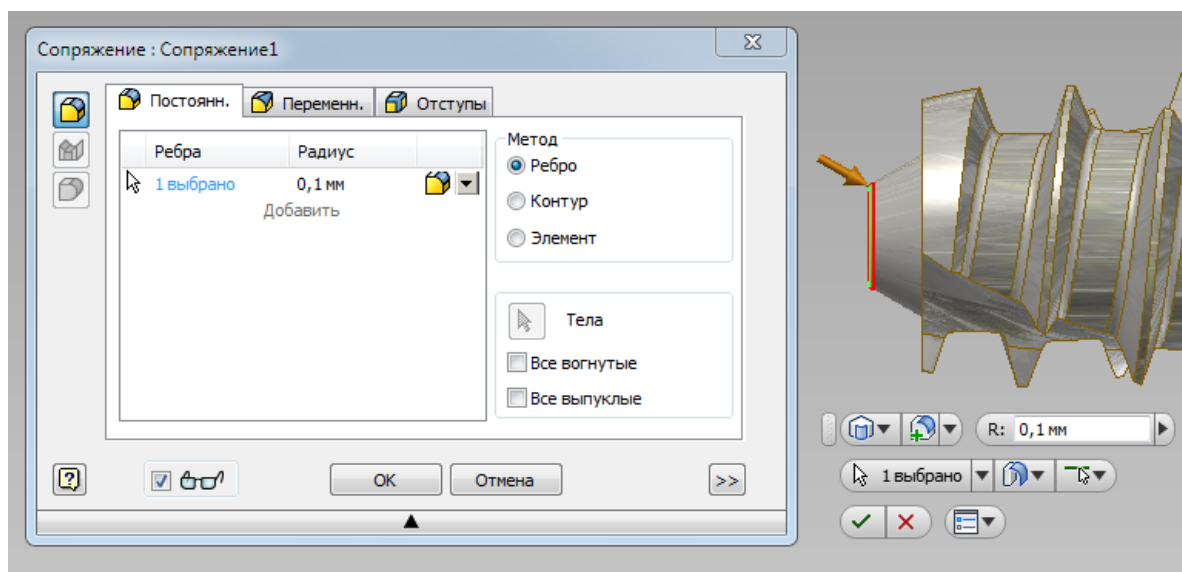 Сопряжение : Сопряжение1
Постоянн. Переменн. Отступы
Ребра Радиус
1 выбрано 0,1 мм
Добавить
Метод
Ребро
Контур
Элемент
Тела
Все вогнутые
Все выпуклые
OK Отмена >>
R: 0,1 мм
1 выбрано